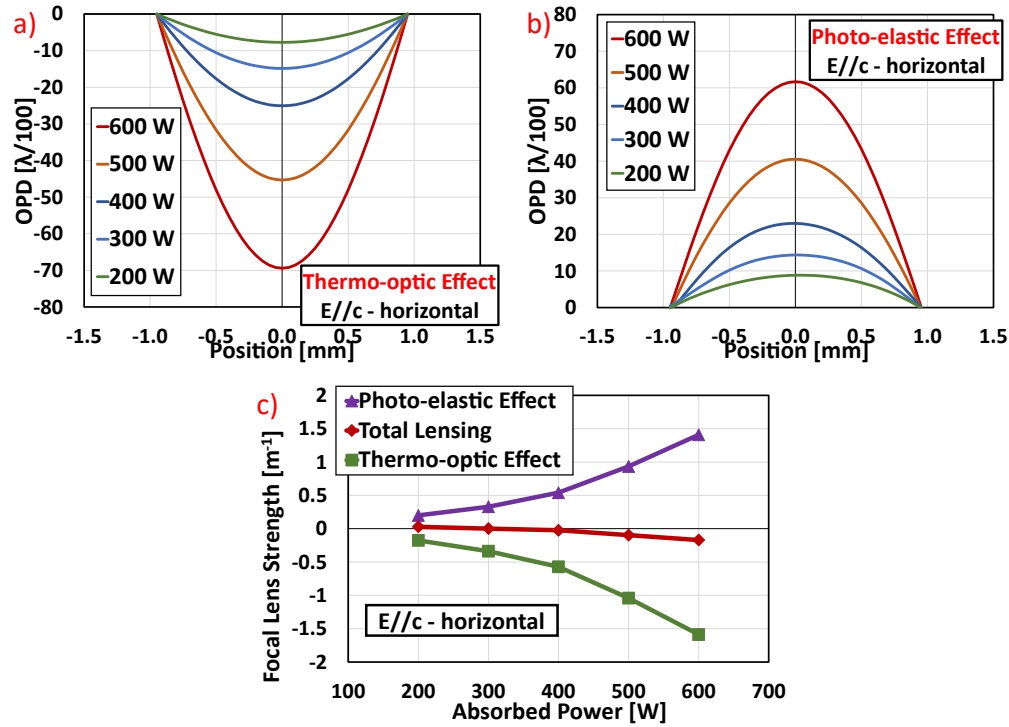 a)
0
-10
-20
-30
-40
-50
-60
-70
-80
OPD [λ/100]
600 W
500 W
400 W
300 W
200 W
Thermo-optic Effect
E//c - horizontal
-1.5 -1.0 -0.5 0.0 0.5 1.0 1.5
Position [mm]
b)
80
70
60
50
40
30
20
10
0
OPD [λ/100]
600 W
500 W
400 W
300 W
200 W
Photo-elastic Effect
E//c - horizontal
-1.5 -1.0 -0.5 0.0 0.5 1.0 1.5
Position [mm]
c)
2
1.5
1
0.5
0
-0.5
-1
-1.5
-2
Focal Lens Strength [m⁻¹]
Photo-elastic Effect
Total Lensing
Thermo-optic Effect
E//c - horizontal
100 200 300 400 500 600 700
Absorbed Power [W]